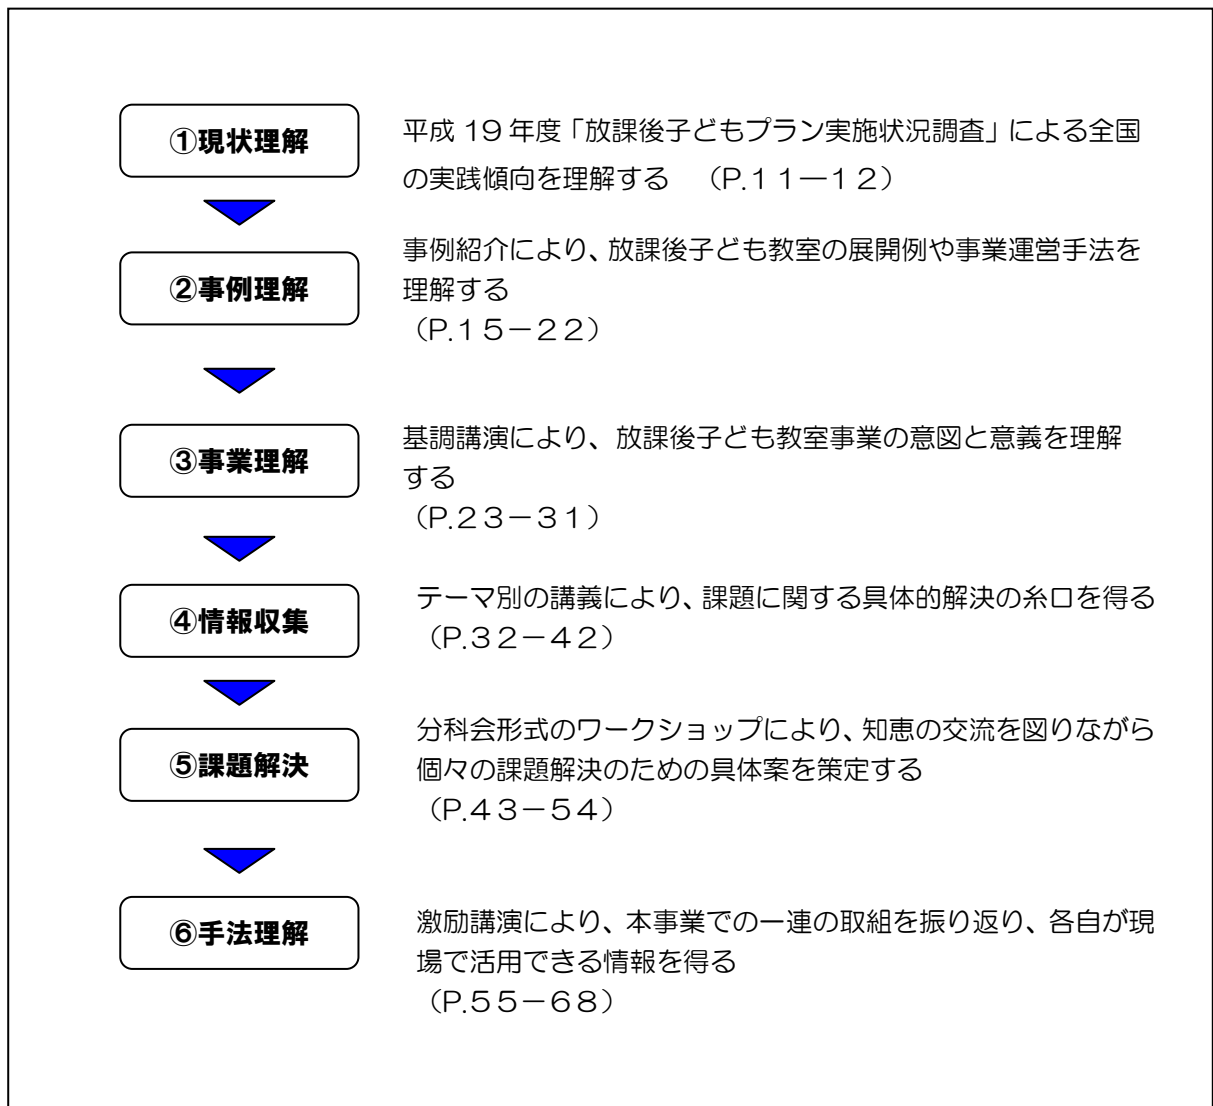 ①現状理解
平成 19 年度「放課後子どもプラン実施状況調査」による全国
の実践傾向を理解する　（P.１１―１２）
②事例理解
事例紹介により、放課後子ども教室の展開例や事業運営手法を
理解する
（P.１５－２２）
③事業理解
基調講演により、放課後子ども教室事業の意図と意義を理解
する
（P.２３－３１）
④情報収集
テーマ別の講義により、課題に関する具体的解決の糸口を得る
（P.３２－４２）
⑤課題解決
分科会形式のワークショップにより、知恵の交流を図りながら
個々の課題解決のための具体案を策定する
（P.４３－５４）
⑥手法理解
激励講演により、本事業での一連の取組を振り返り、各自が現
場で活用できる情報を得る
（P.５５－６８）